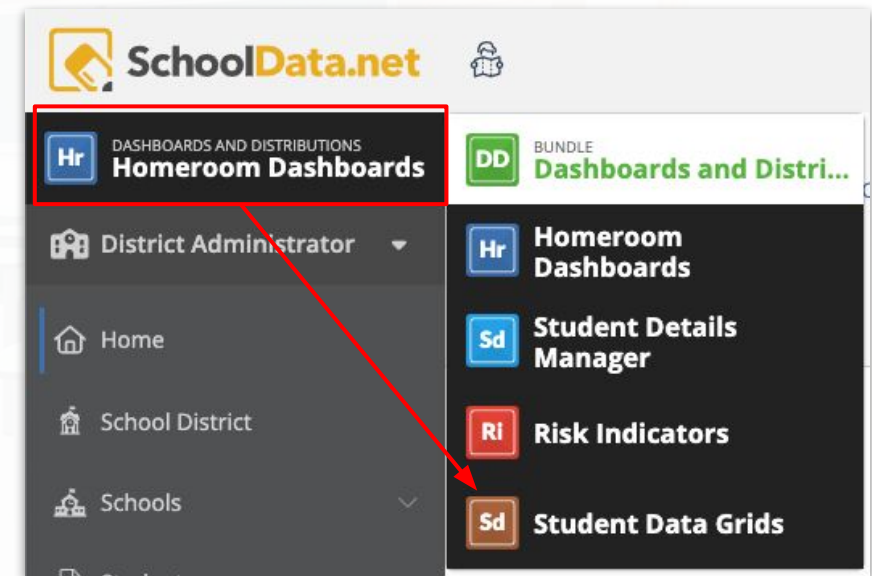 SchoolData.net
Hr
DASHBOARDS AND DISTRIBUTIONS
Homeroom Dashboards
District Administrator
Home
School District
Schools
DD
BUNDLE
Dashboards and Distri...
Hr
Homeroom
Dashboards
Sd
Student Details
Manager
Ri
Risk Indicators
Sd
Student Data Grids